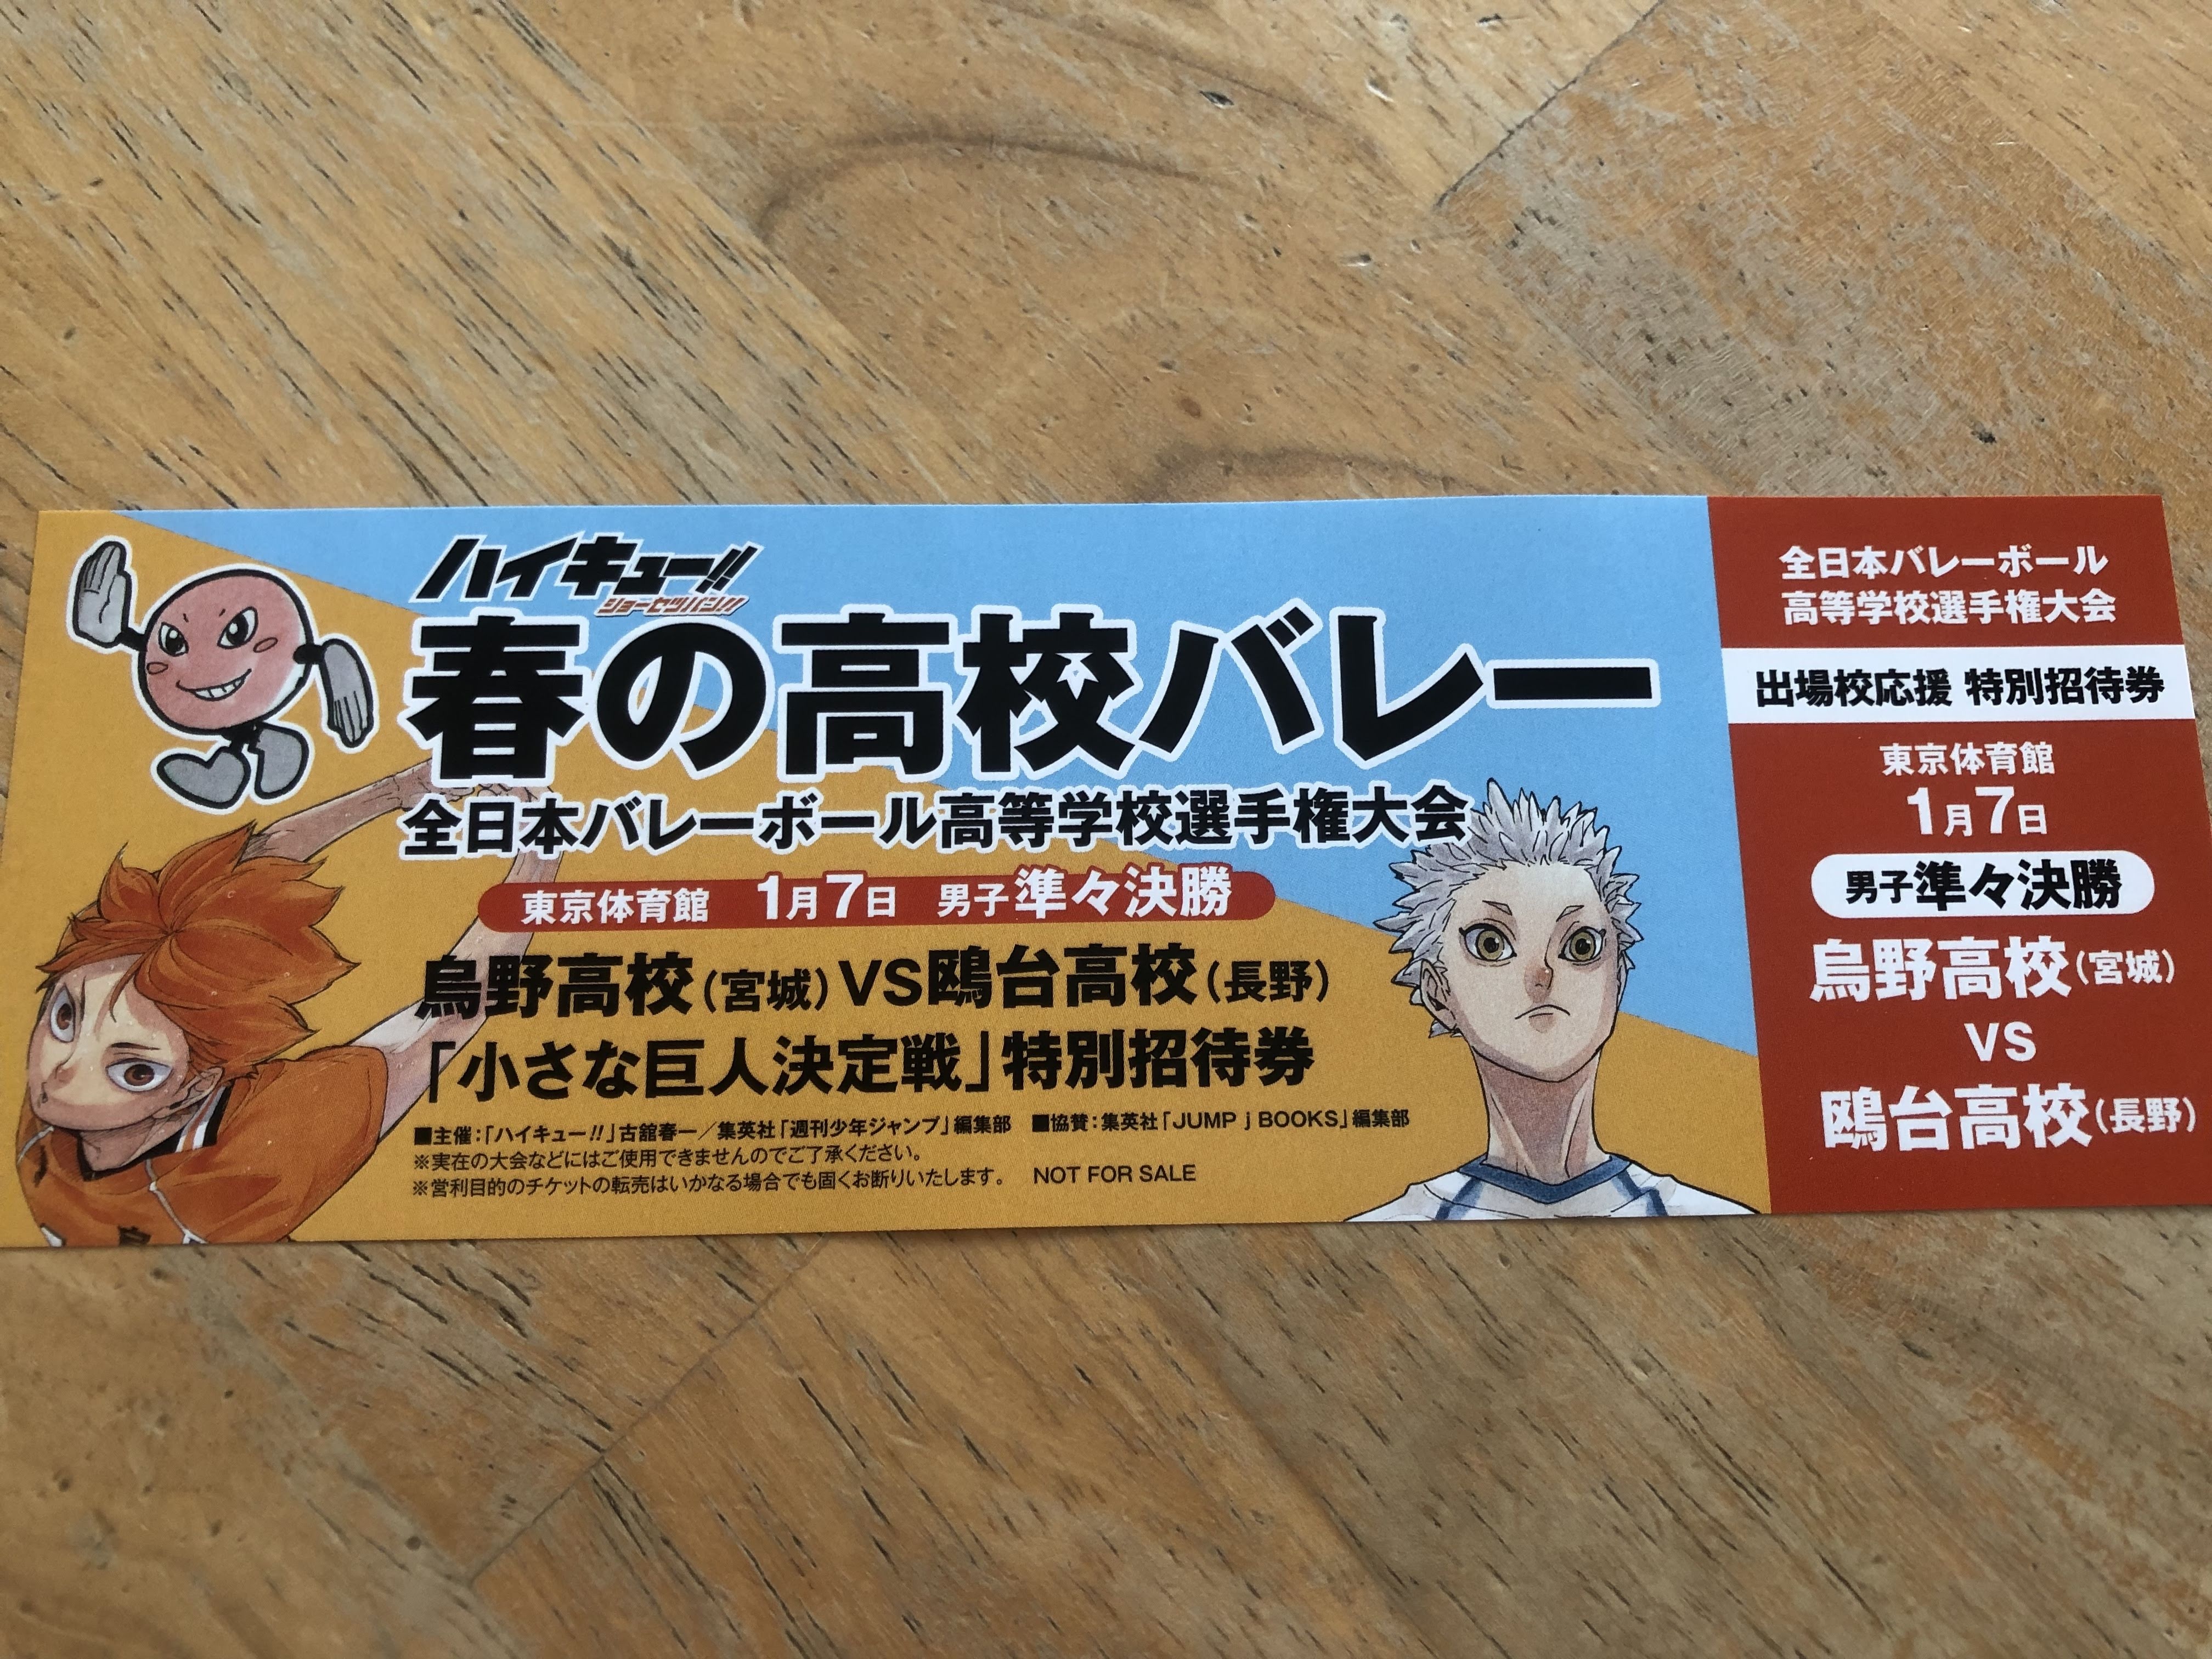 ハイキュー!!
ショーセツバン!!
春の高校バレー
全日本バレーボール高等学校選手権大会
東京体育館 1月7日 男子準々決勝
烏野高校(宮城)VS鴎台高校(長野)
「小さな巨人決定戦」特別招待券
■主催:「ハイキュー!!」古舘春一/集英社「週刊少年ジャンプ」編集部 ■協賛:集英社「JUMP j BOOKS」編集部
※実在の大会などにはご使用できませんのでご了承ください。
※営利目的のチケットの転売はいかなる場合でも固くお断りいたします。 NOT FOR SALE
全日本バレーボール
高等学校選手権大会
出場校応援 特別招待券
東京体育館
1月7日
男子準々決勝
烏野高校(宮城)
VS
鴎台高校(長野)